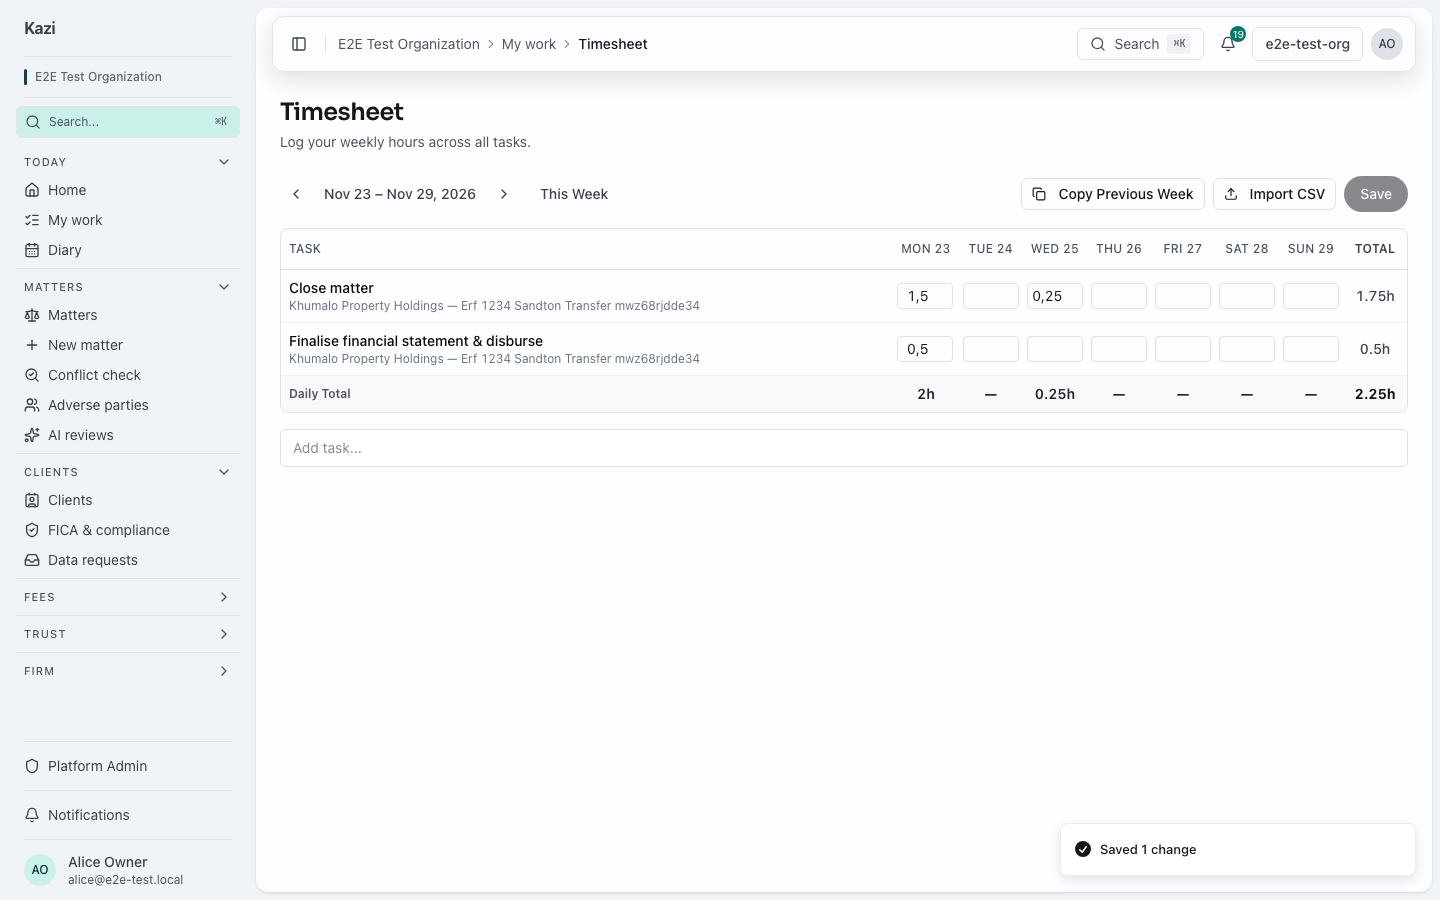 Kazi
E2E Test Organization
Search... ⌘K
TODAY
Home
My work
Diary
MATTERS
Matters
New matter
Conflict check
Adverse parties
AI reviews
CLIENTS
Clients
FICA & compliance
Data requests
FEES
TRUST
FIRM
Platform Admin
Notifications
AO Alice Owner
alice@e2e-test.local
E2E Test Organization > My work > Timesheet
Search ⌘K 19 e2e-test-org AO
Timesheet
Log your weekly hours across all tasks.
Nov 23 – Nov 29, 2026 This Week Copy Previous Week Import CSV Save
TASK MON 23 TUE 24 WED 25 THU 26 FRI 27 SAT 28 SUN 29 TOTAL
Close matter
Khumalo Property Holdings — Erf 1234 Sandton Transfer mwz68rjdde34
1,5 0,25 1.75h
Finalise financial statement & disburse
Khumalo Property Holdings — Erf 1234 Sandton Transfer mwz68rjdde34
0,5 0.5h
Daily Total 2h — 0.25h — — — — 2.25h
Add task...
Saved 1 change